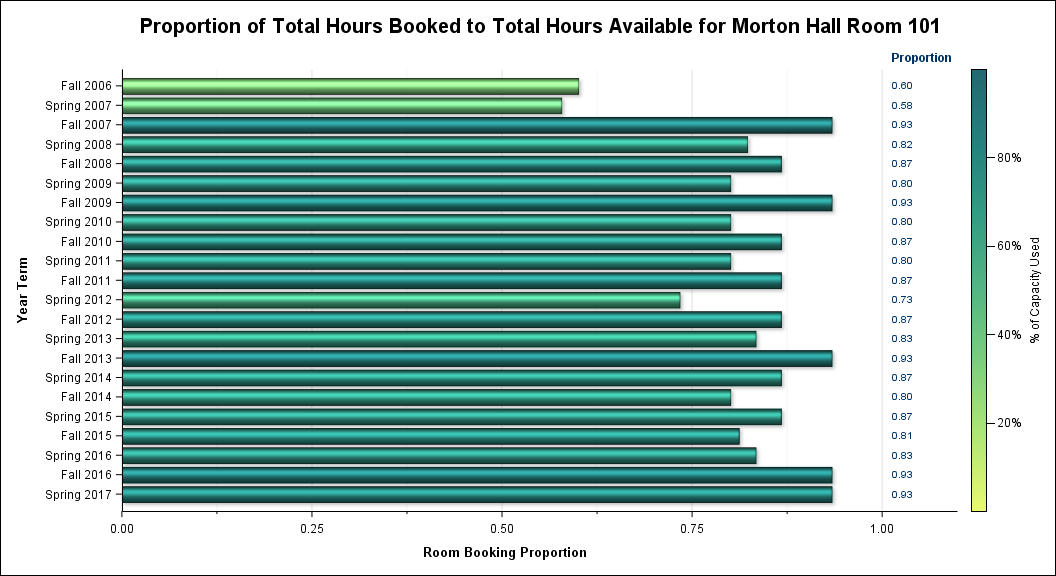 Proportion of Total Hours Booked to Total Hours Available for Morton Hall Room 101
Proportion
Fall 2006 0.60
Spring 2007 0.58
Fall 2007 0.93
Spring 2008 0.82
Fall 2008 0.87
Spring 2009 0.80
Fall 2009 0.93
Spring 2010 0.80
Fall 2010 0.87
Spring 2011 0.80
Fall 2011 0.87
Spring 2012 0.73
Fall 2012 0.87
Spring 2013 0.83
Fall 2013 0.93
Spring 2014 0.87
Fall 2014 0.80
Spring 2015 0.87
Fall 2015 0.81
Spring 2016 0.83
Fall 2016 0.93
Spring 2017 0.93
Year Term
0.00 0.25 0.50 0.75 1.00
Room Booking Proportion
80%
60%
40%
20%
% of Capacity Used